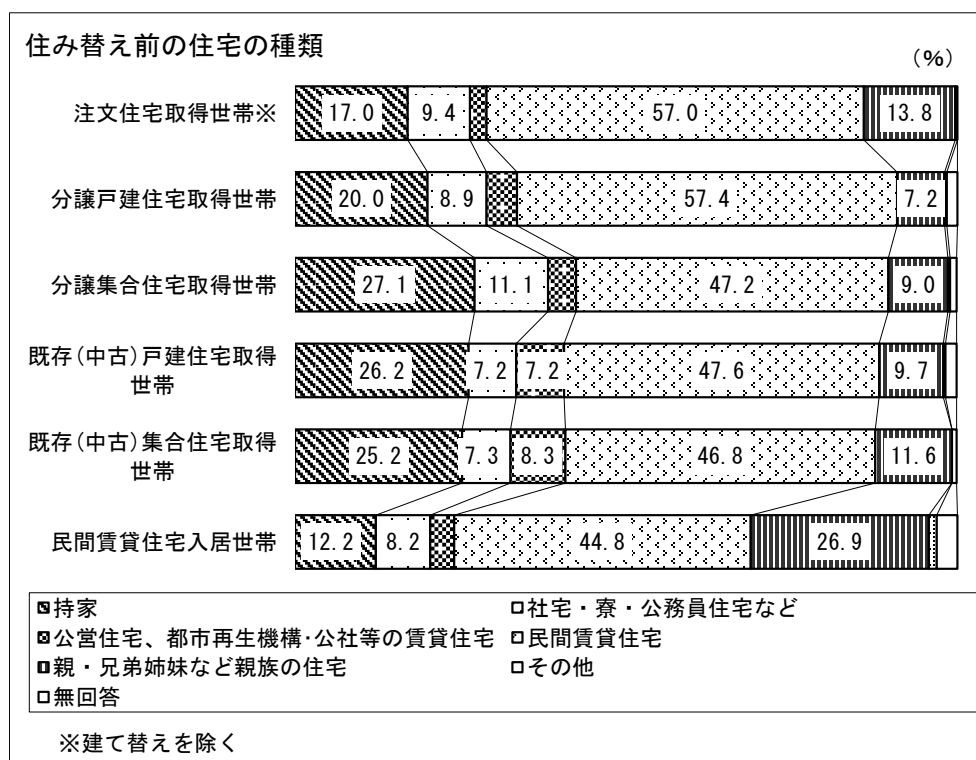 住み替え前の住宅の種類
(%)
注文住宅取得世帯※ 17.0 9.4 57.0 13.8
分譲戸建住宅取得世帯 20.0 8.9 57.4 7.2
分譲集合住宅取得世帯 27.1 11.1 47.2 9.0
既存(中古)戸建住宅取得
世帯 26.2 7.2 7.2 47.6 9.7
既存(中古)集合住宅取得
世帯 25.2 7.3 8.3 46.8 11.6
民間賃貸住宅入居世帯 12.2 8.2 44.8 26.9
持家 社宅・寮・公務員住宅など
公営住宅、都市再生機構･公社等の賃貸住宅 民間賃貸住宅
親・兄弟姉妹など親族の住宅 その他
無回答
※建て替えを除く